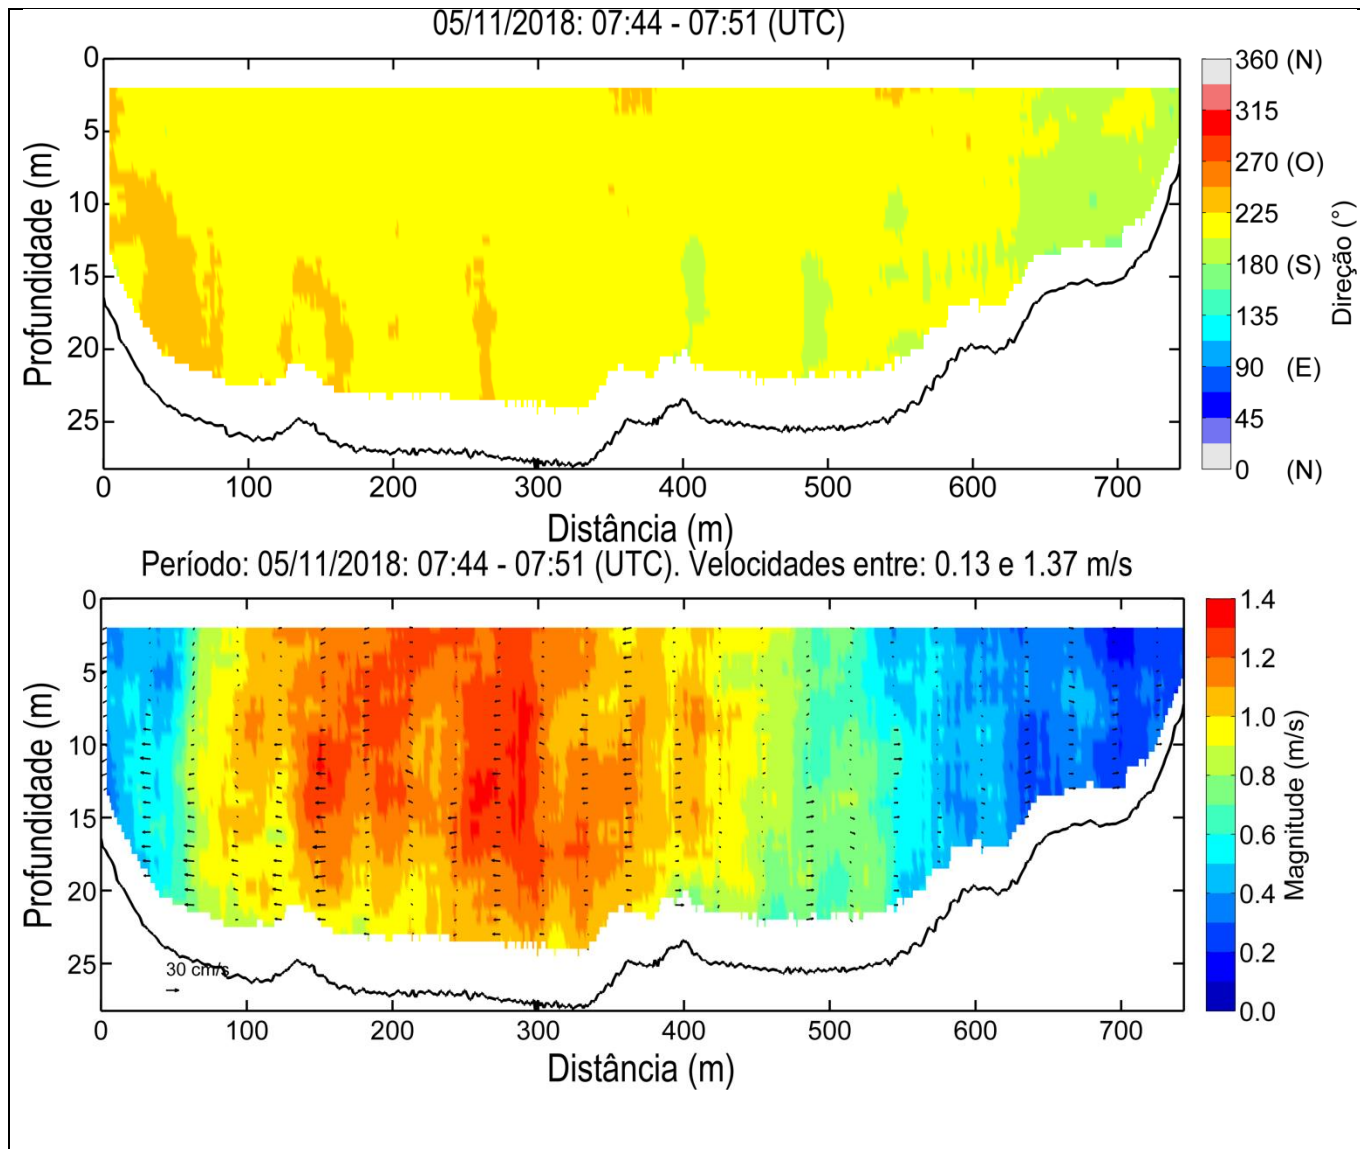 05/11/2018: 07:44 - 07:51 (UTC)
0
5
10
15
20
25
Profundidade (m)
0 100 200 300 400 500 600 700
Distância (m)
360 (N)
315
270 (O)
225
180 (S)
135
90 (E)
45
0 (N)
Direção (°)
Período: 05/11/2018: 07:44 - 07:51 (UTC). Velocidades entre: 0.13 e 1.37 m/s
0
5
10
15
20
25
Profundidade (m)
30 cm/s
0 100 200 300 400 500 600 700
Distância (m)
1.4
1.2
1.0
0.8
0.6
0.4
0.2
0.0
Magnitude (m/s)